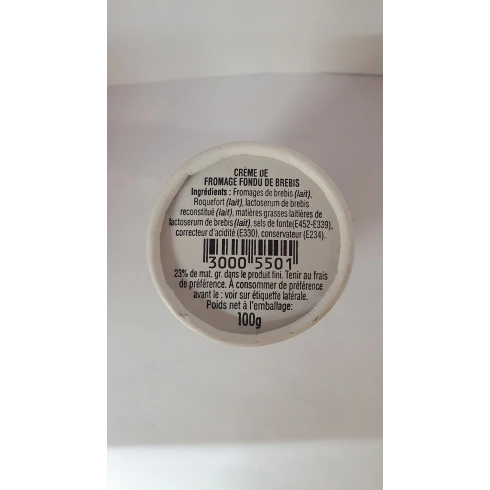 CRÈME DE
FROMAGE FONDU DE BREBIS
Ingrédients : Fromages de brebis (lait),
Roquefort (lait), lactoserum de brebis
reconstitué (lait), matières grasses laitières de
lactoserum de brebis (lait), sels de fonte(E452-E339),
correcteur d'acidité (E330), conservateur (E234).
3000 5501
23% de mat. gr. dans le produit fini. Tenir au frais
de préférence. À consommer de préférence
avant le : voir sur étiquette latérale.
Poids net à l'emballage:
100g